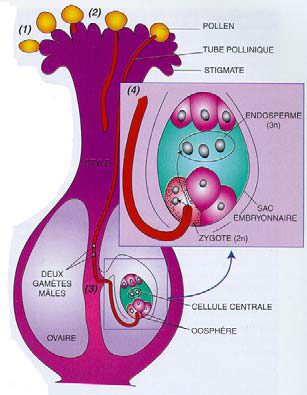 (1)
(2)
POLLEN
TUBE POLLINIQUE
STIGMATE
(4)
ENDOSPERME
(3n)
STYLE
SAC
EMBRYONNAIRE
ZYGOTE (2n)
DEUX
GAMÈTES
MÂLES
(3)
CELLULE CENTRALE
OVAIRE
OOSPHÈRE